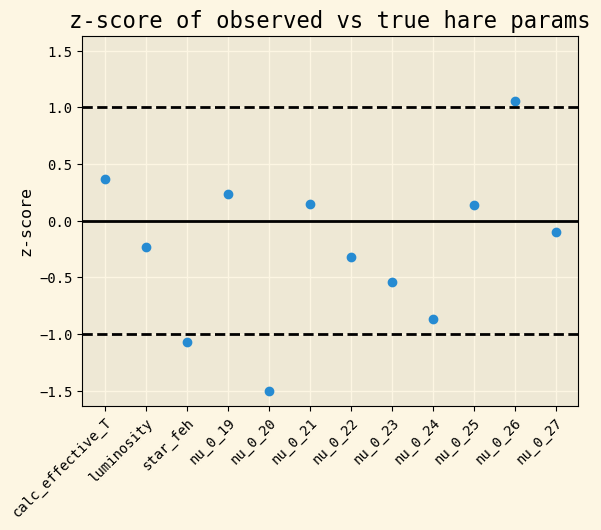 z-score of observed vs true hare params
1.5
1.0
0.5
0.0
−0.5
−1.0
−1.5
z-score
calc_effective_T
luminosity
star_feh
nu_0_19
nu_0_20
nu_0_21
nu_0_22
nu_0_23
nu_0_24
nu_0_25
nu_0_26
nu_0_27